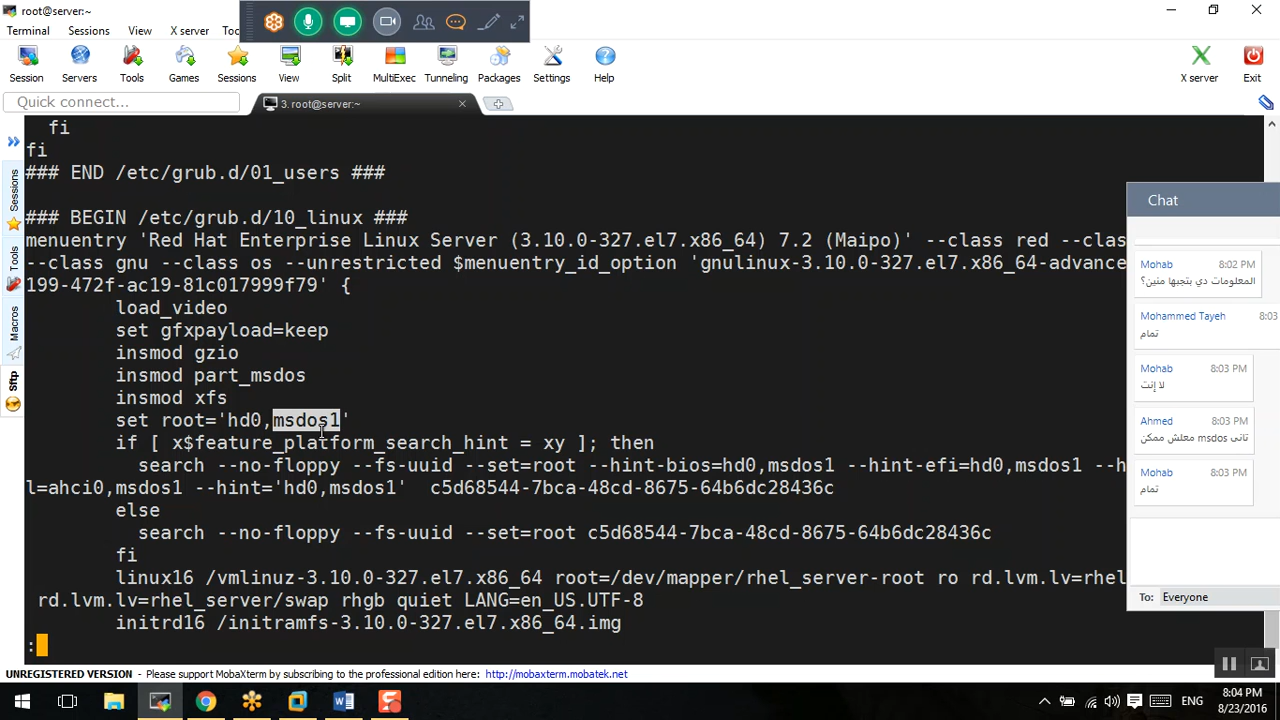 root@server:~
Terminal Sessions View X server Too
Session Servers Tools Games Sessions View Split MultiExec Tunneling Packages Settings Help X server Exit
Quick connect...
3. root@server:~
Sessions
Tools
Macros
Sftp
fi
fi
### END /etc/grub.d/01_users ###
### BEGIN /etc/grub.d/10_linux ###
menuentry 'Red Hat Enterprise Linux Server (3.10.0-327.el7.x86_64) 7.2 (Maipo)' --class red --clas
--class gnu --class os --unrestricted $menuentry_id_option 'gnulinux-3.10.0-327.el7.x86_64-advance
199-472f-ac19-81c017999f79' {
load_video
set gfxpayload=keep
insmod gzio
insmod part_msdos
insmod xfs
set root='hd0,msdos1'
if [ x$feature_platform_search_hint = xy ]; then
search --no-floppy --fs-uuid --set=root --hint-bios=hd0,msdos1 --hint-efi=hd0,msdos1 --h
l=ahci0,msdos1 --hint='hd0,msdos1' c5d68544-7bca-48cd-8675-64b6dc28436c
else
search --no-floppy --fs-uuid --set=root c5d68544-7bca-48cd-8675-64b6dc28436c
fi
linux16 /vmlinuz-3.10.0-327.el7.x86_64 root=/dev/mapper/rhel_server-root ro rd.lvm.lv=rhel
rd.lvm.lv=rhel_server/swap rhgb quiet LANG=en_US.UTF-8
initrd16 /initramfs-3.10.0-327.el7.x86_64.img
:
Chat
Mohab 8:02 PM
المعلومات دي بتجبها منين؟
Mohammed Tayeh 8:03
تمام
Mohab 8:03 PM
لا إنت
Ahmed 8:03 PM
تانى msdos معلش ممكن
Mohab 8:03 PM
تمام
To: Everyone
UNREGISTERED VERSION - Please support MobaXterm by subscribing to the professional edition here: http://mobaxterm.mobatek.net
ENG
8:04 PM
8/23/2016